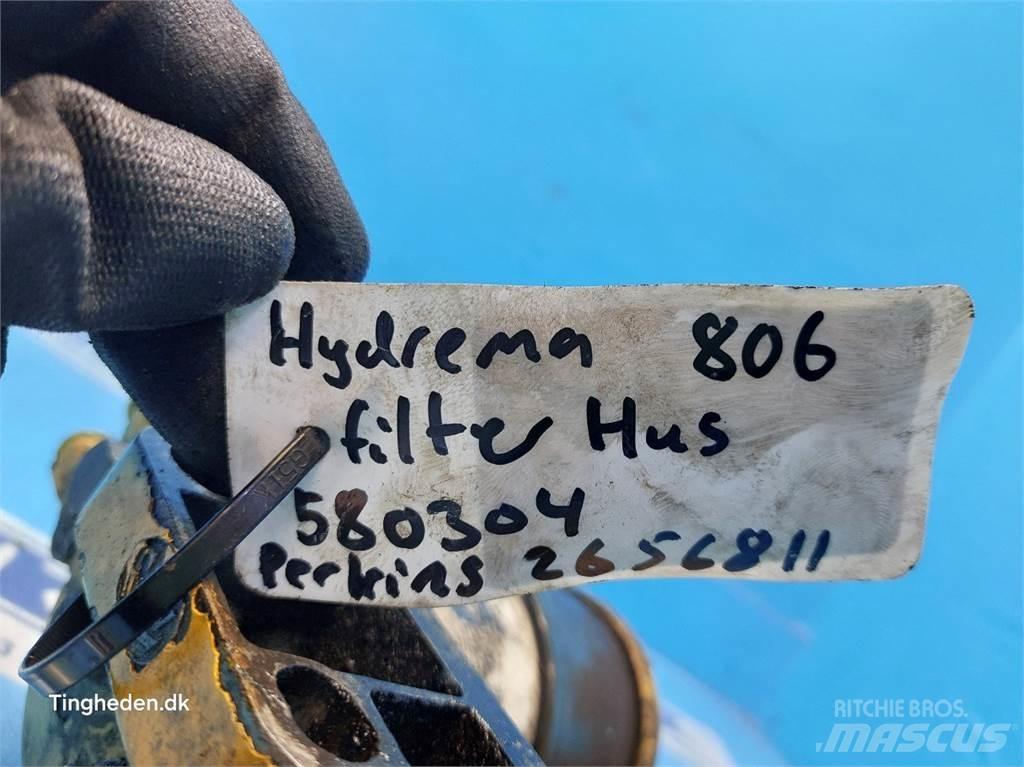 Hydrema 806
filter Hus
580304
Perkins 2656811
Tingheden.dk
RITCHIE BROS.
MASCUS